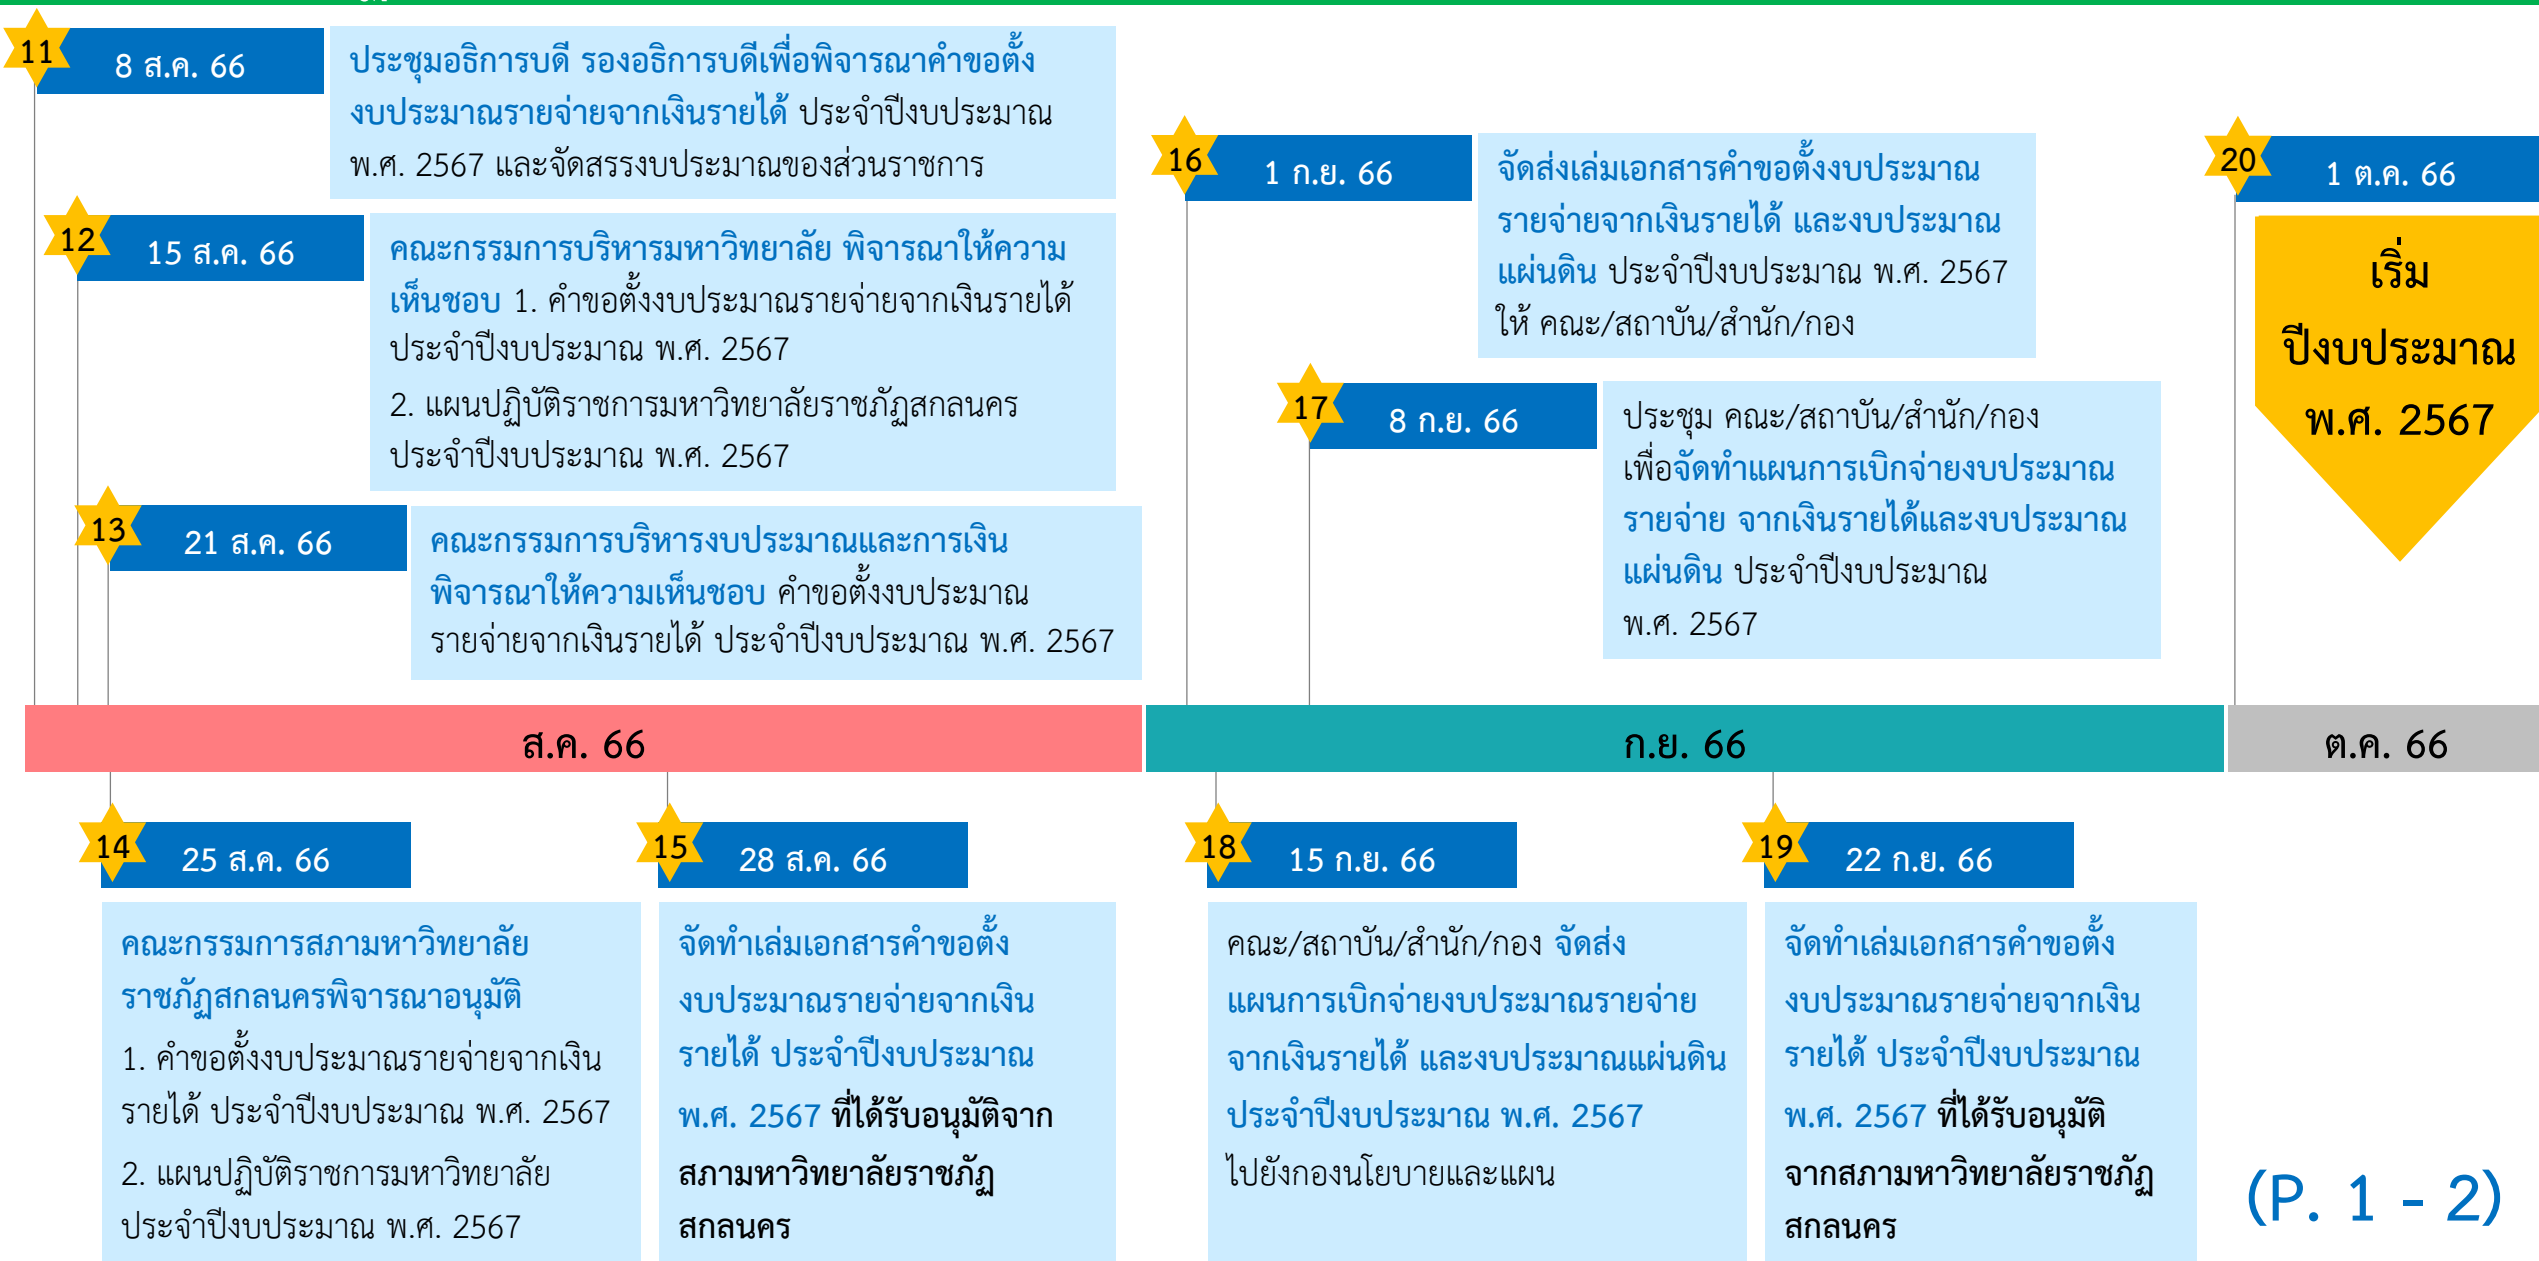 11
8 ส.ค. 66
ประชุมอธิการบดี รองอธิการบดีเพื่อพิจารณาคำขอตั้ง
งบประมาณรายจ่ายจากเงินรายได้ ประจำปีงบประมาณ
พ.ศ. 2567 และจัดสรรงบประมาณของส่วนราชการ
12
15 ส.ค. 66
คณะกรรมการบริหารมหาวิทยาลัย พิจารณาให้ความ
เห็นชอบ 1. คำขอตั้งงบประมาณรายจ่ายจากเงินรายได้
ประจำปีงบประมาณ พ.ศ. 2567
2. แผนปฏิบัติราชการมหาวิทยาลัยราชภัฏสกลนคร
ประจำปีงบประมาณ พ.ศ. 2567
13
21 ส.ค. 66
คณะกรรมการบริหารงบประมาณและการเงิน
พิจารณาให้ความเห็นชอบ คำขอตั้งงบประมาณ
รายจ่ายจากเงินรายได้ ประจำปีงบประมาณ พ.ศ. 2567
16
1 ก.ย. 66
จัดส่งเล่มเอกสารคำขอตั้งงบประมาณ
รายจ่ายจากเงินรายได้ และงบประมาณ
แผ่นดิน ประจำปีงบประมาณ พ.ศ. 2567
ให้ คณะ/สถาบัน/สำนัก/กอง
17
8 ก.ย. 66
ประชุม คณะ/สถาบัน/สำนัก/กอง
เพื่อจัดทำแผนการเบิกจ่ายงบประมาณ
รายจ่าย จากเงินรายได้และงบประมาณ
แผ่นดิน ประจำปีงบประมาณ
พ.ศ. 2567
20
1 ต.ค. 66
เริ่ม
ปีงบประมาณ
พ.ศ. 2567
ส.ค. 66
ก.ย. 66
ต.ค. 66
14
25 ส.ค. 66
คณะกรรมการสภามหาวิทยาลัย
ราชภัฏสกลนครพิจารณาอนุมัติ
1. คำขอตั้งงบประมาณรายจ่ายจากเงิน
รายได้ ประจำปีงบประมาณ พ.ศ. 2567
2. แผนปฏิบัติราชการมหาวิทยาลัย
ประจำปีงบประมาณ พ.ศ. 2567
15
28 ส.ค. 66
จัดทำเล่มเอกสารคำขอตั้ง
งบประมาณรายจ่ายจากเงิน
รายได้ ประจำปีงบประมาณ
พ.ศ. 2567 ที่ได้รับอนุมัติจาก
สภามหาวิทยาลัยราชภัฏ
สกลนคร
18
15 ก.ย. 66
คณะ/สถาบัน/สำนัก/กอง จัดส่ง
แผนการเบิกจ่ายงบประมาณรายจ่าย
จากเงินรายได้ และงบประมาณแผ่นดิน
ประจำปีงบประมาณ พ.ศ. 2567
ไปยังกองนโยบายและแผน
19
22 ก.ย. 66
จัดทำเล่มเอกสารคำขอตั้ง
งบประมาณรายจ่ายจากเงิน
รายได้ ประจำปีงบประมาณ
พ.ศ. 2567 ที่ได้รับอนุมัติ
จากสภามหาวิทยาลัยราชภัฏ
สกลนคร
(P. 1 - 2)